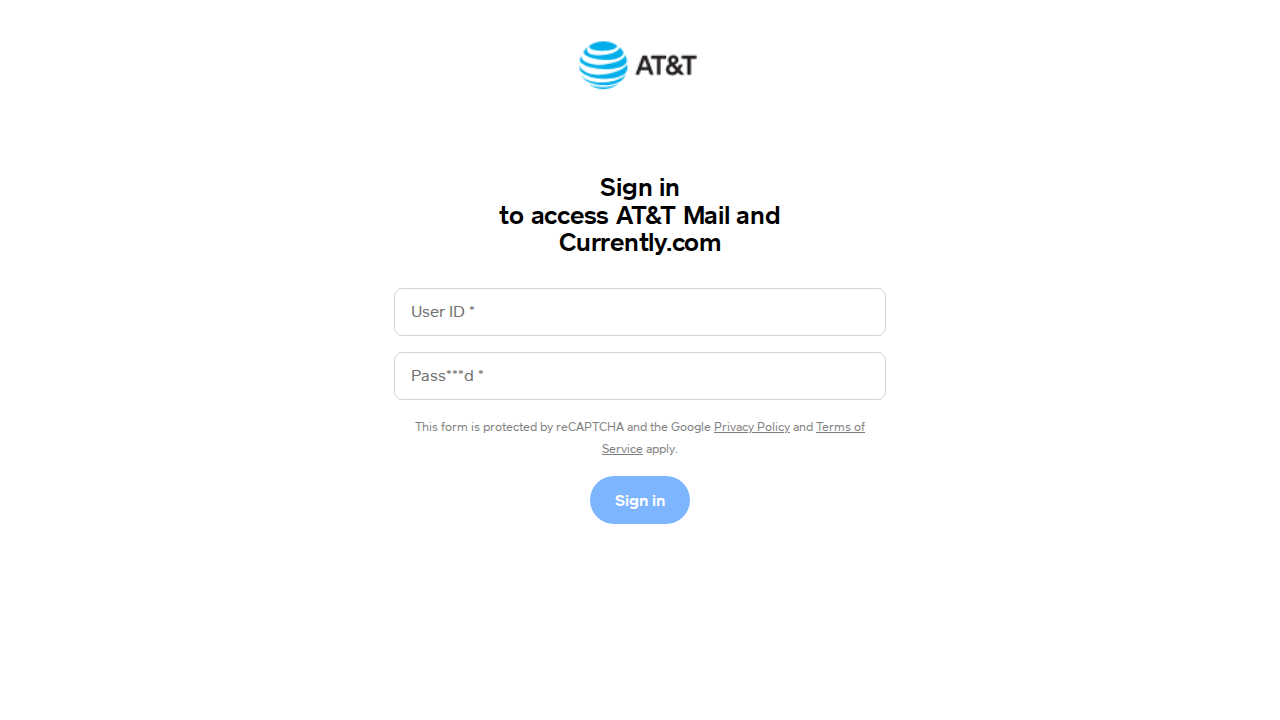 AT&T
Sign in
to access AT&T Mail and
Currently.com
User ID *
Pass***d *
This form is protected by reCAPTCHA and the Google Privacy Policy and Terms of
Service apply.
Sign in